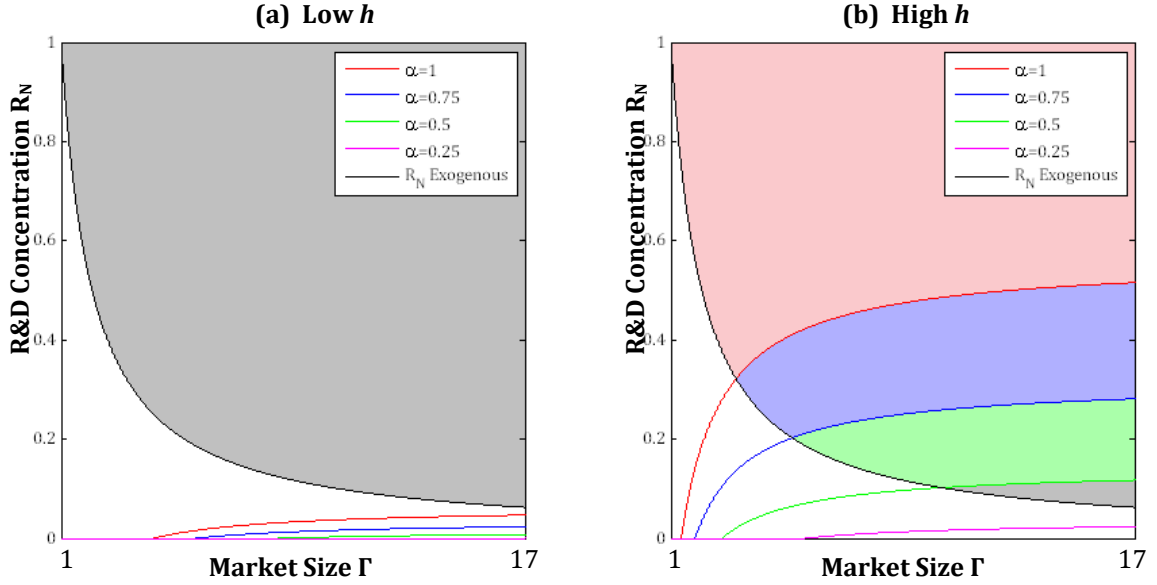 (a) Low h
R&D Concentration R_N
1
0.8
0.6
0.4
0.2
0
α=1
α=0.75
α=0.5
α=0.25
R_N Exogenous
1
Market Size Γ
17
(b) High h
R&D Concentration R_N
1
0.8
0.6
0.4
0.2
0
α=1
α=0.75
α=0.5
α=0.25
R_N Exogenous
1
Market Size Γ
17